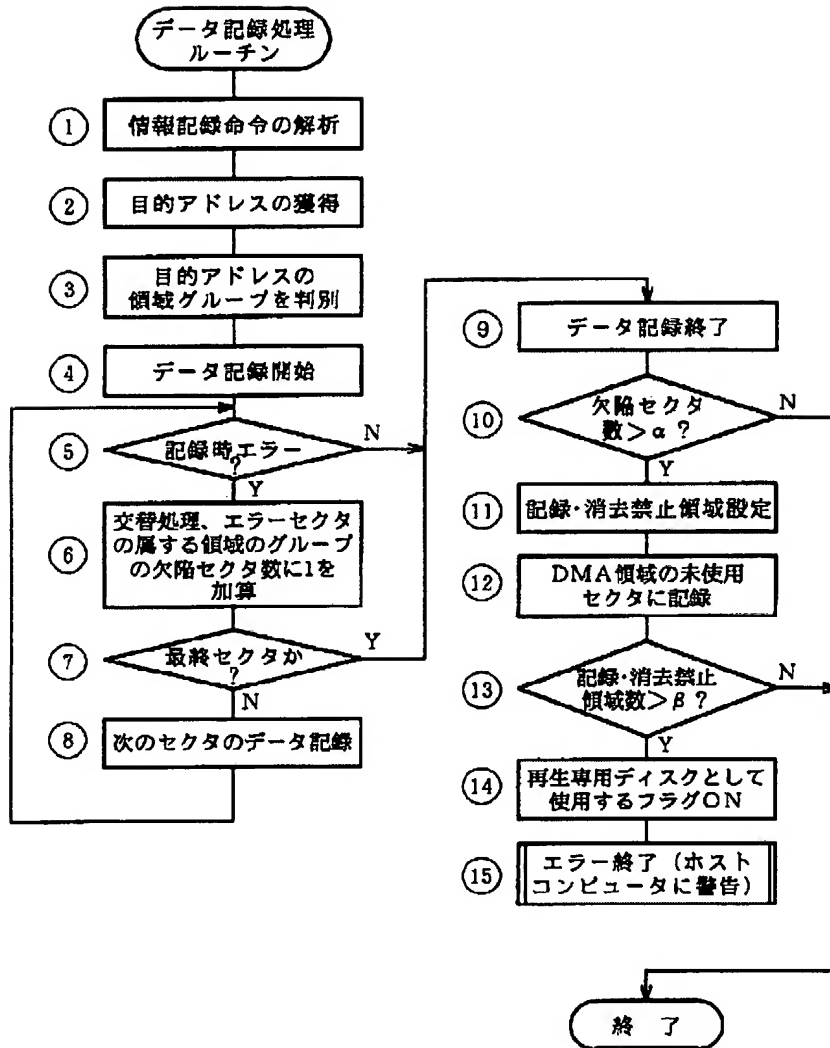 データ記録処理
ルーチン
① 情報記録命令の解析
② 目的アドレスの獲得
③ 目的アドレスの
領域グループを判別
④ データ記録開始
⑤ 記録時エラー
?
N
Y
⑥ 交替処理、エラーセクタ
の属する領域のグループ
の欠陥セクタ数に1を
加算
⑦ 最終セクタか
?
Y
N
⑧ 次のセクタのデータ記録
⑨ データ記録終了
⑩ 欠陥セクタ
数>α?
N
Y
⑪ 記録・消去禁止領域設定
⑫ DMA領域の未使用
セクタに記録
⑬ 記録・消去禁止
領域数>β?
N
Y
⑭ 再生専用ディスクとして
使用するフラグON
⑮ エラー終了(ホスト
コンピュータに警告)
終 了